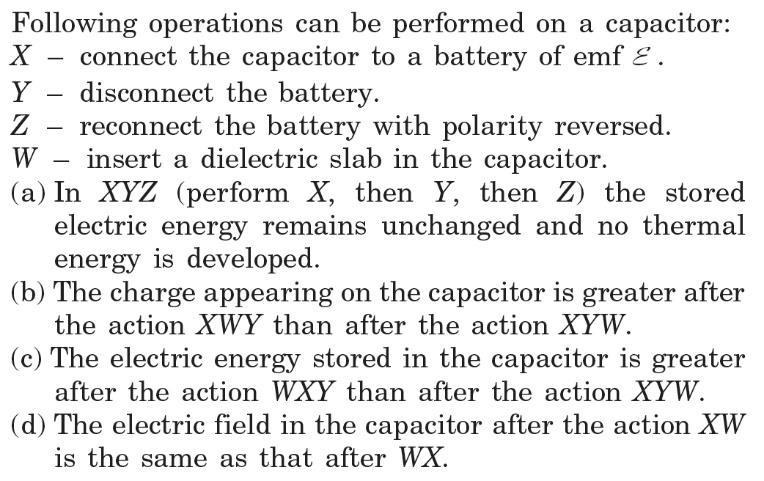 Following operations can be performed on a capacitor:
X – connect the capacitor to a battery of emf ℰ.
Y – disconnect the battery.
Z – reconnect the battery with polarity reversed.
W – insert a dielectric slab in the capacitor.
(a) In XYZ (perform X, then Y, then Z) the stored
electric energy remains unchanged and no thermal
energy is developed.
(b) The charge appearing on the capacitor is greater after
the action XWY than after the action XYW.
(c) The electric energy stored in the capacitor is greater
after the action WXY than after the action XYW.
(d) The electric field in the capacitor after the action XW
is the same as that after WX.